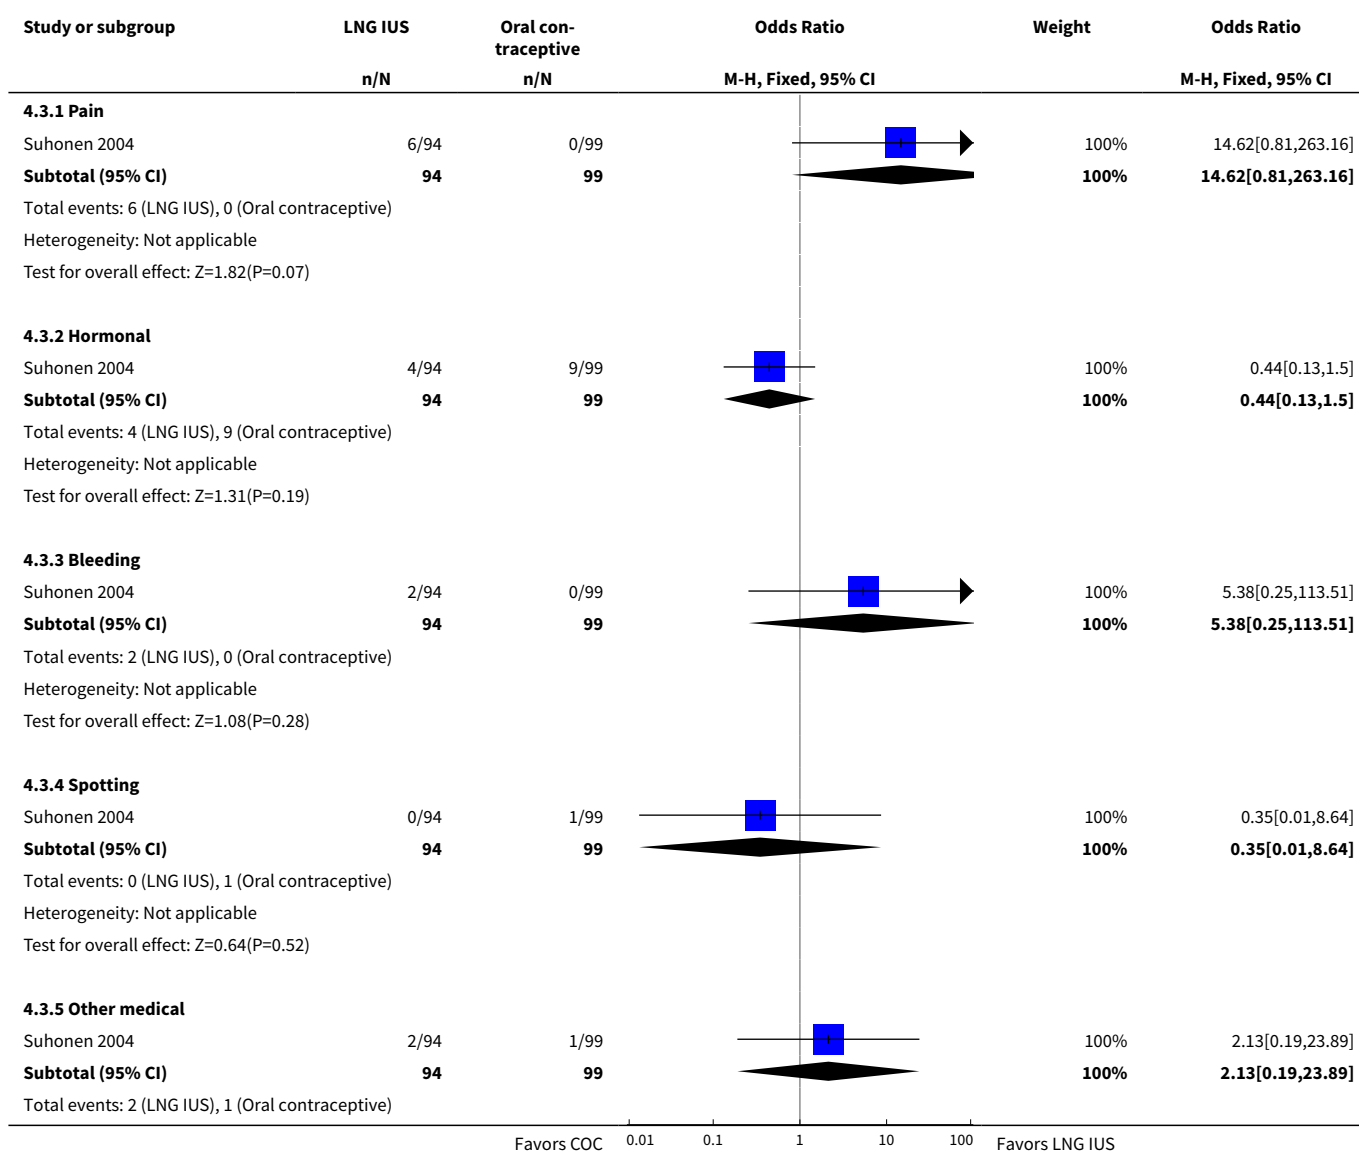 Study or subgroup LNG IUS Oral con- Odds Ratio Weight Odds Ratio
traceptive
n/N n/N M-H, Fixed, 95% CI M-H, Fixed, 95% CI
4.3.1 Pain
Suhonen 2004 6/94 0/99 100% 14.62[0.81,263.16]
Subtotal (95% CI) 94 99 100% 14.62[0.81,263.16]
Total events: 6 (LNG IUS), 0 (Oral contraceptive)
Heterogeneity: Not applicable
Test for overall effect: Z=1.82(P=0.07)
4.3.2 Hormonal
Suhonen 2004 4/94 9/99 100% 0.44[0.13,1.5]
Subtotal (95% CI) 94 99 100% 0.44[0.13,1.5]
Total events: 4 (LNG IUS), 9 (Oral contraceptive)
Heterogeneity: Not applicable
Test for overall effect: Z=1.31(P=0.19)
4.3.3 Bleeding
Suhonen 2004 2/94 0/99 100% 5.38[0.25,113.51]
Subtotal (95% CI) 94 99 100% 5.38[0.25,113.51]
Total events: 2 (LNG IUS), 0 (Oral contraceptive)
Heterogeneity: Not applicable
Test for overall effect: Z=1.08(P=0.28)
4.3.4 Spotting
Suhonen 2004 0/94 1/99 100% 0.35[0.01,8.64]
Subtotal (95% CI) 94 99 100% 0.35[0.01,8.64]
Total events: 0 (LNG IUS), 1 (Oral contraceptive)
Heterogeneity: Not applicable
Test for overall effect: Z=0.64(P=0.52)
4.3.5 Other medical
Suhonen 2004 2/94 1/99 100% 2.13[0.19,23.89]
Subtotal (95% CI) 94 99 100% 2.13[0.19,23.89]
Total events: 2 (LNG IUS), 1 (Oral contraceptive)
Favors COC 0.01 0.1 1 10 100 Favors LNG IUS